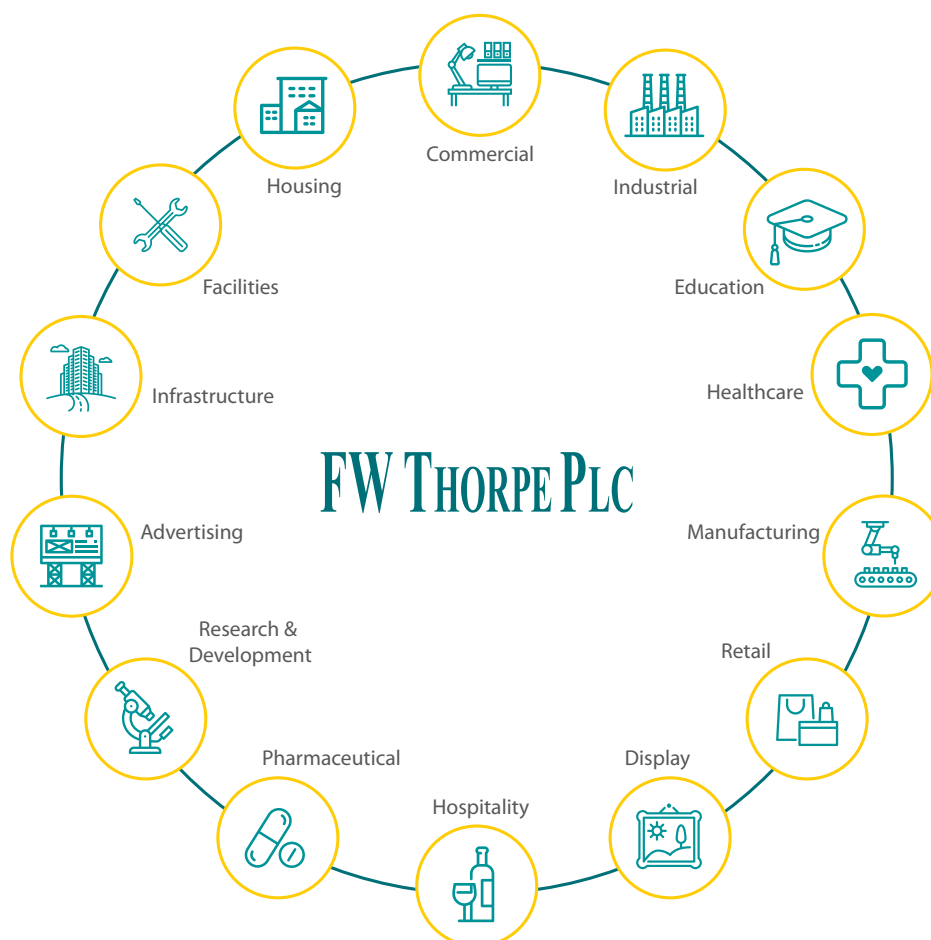 Commercial
Housing
Industrial
Facilities
Education
Infrastructure
Healthcare
FW THORPE PLC
Advertising
Manufacturing
Research &
Development
Retail
Pharmaceutical
Display
Hospitality